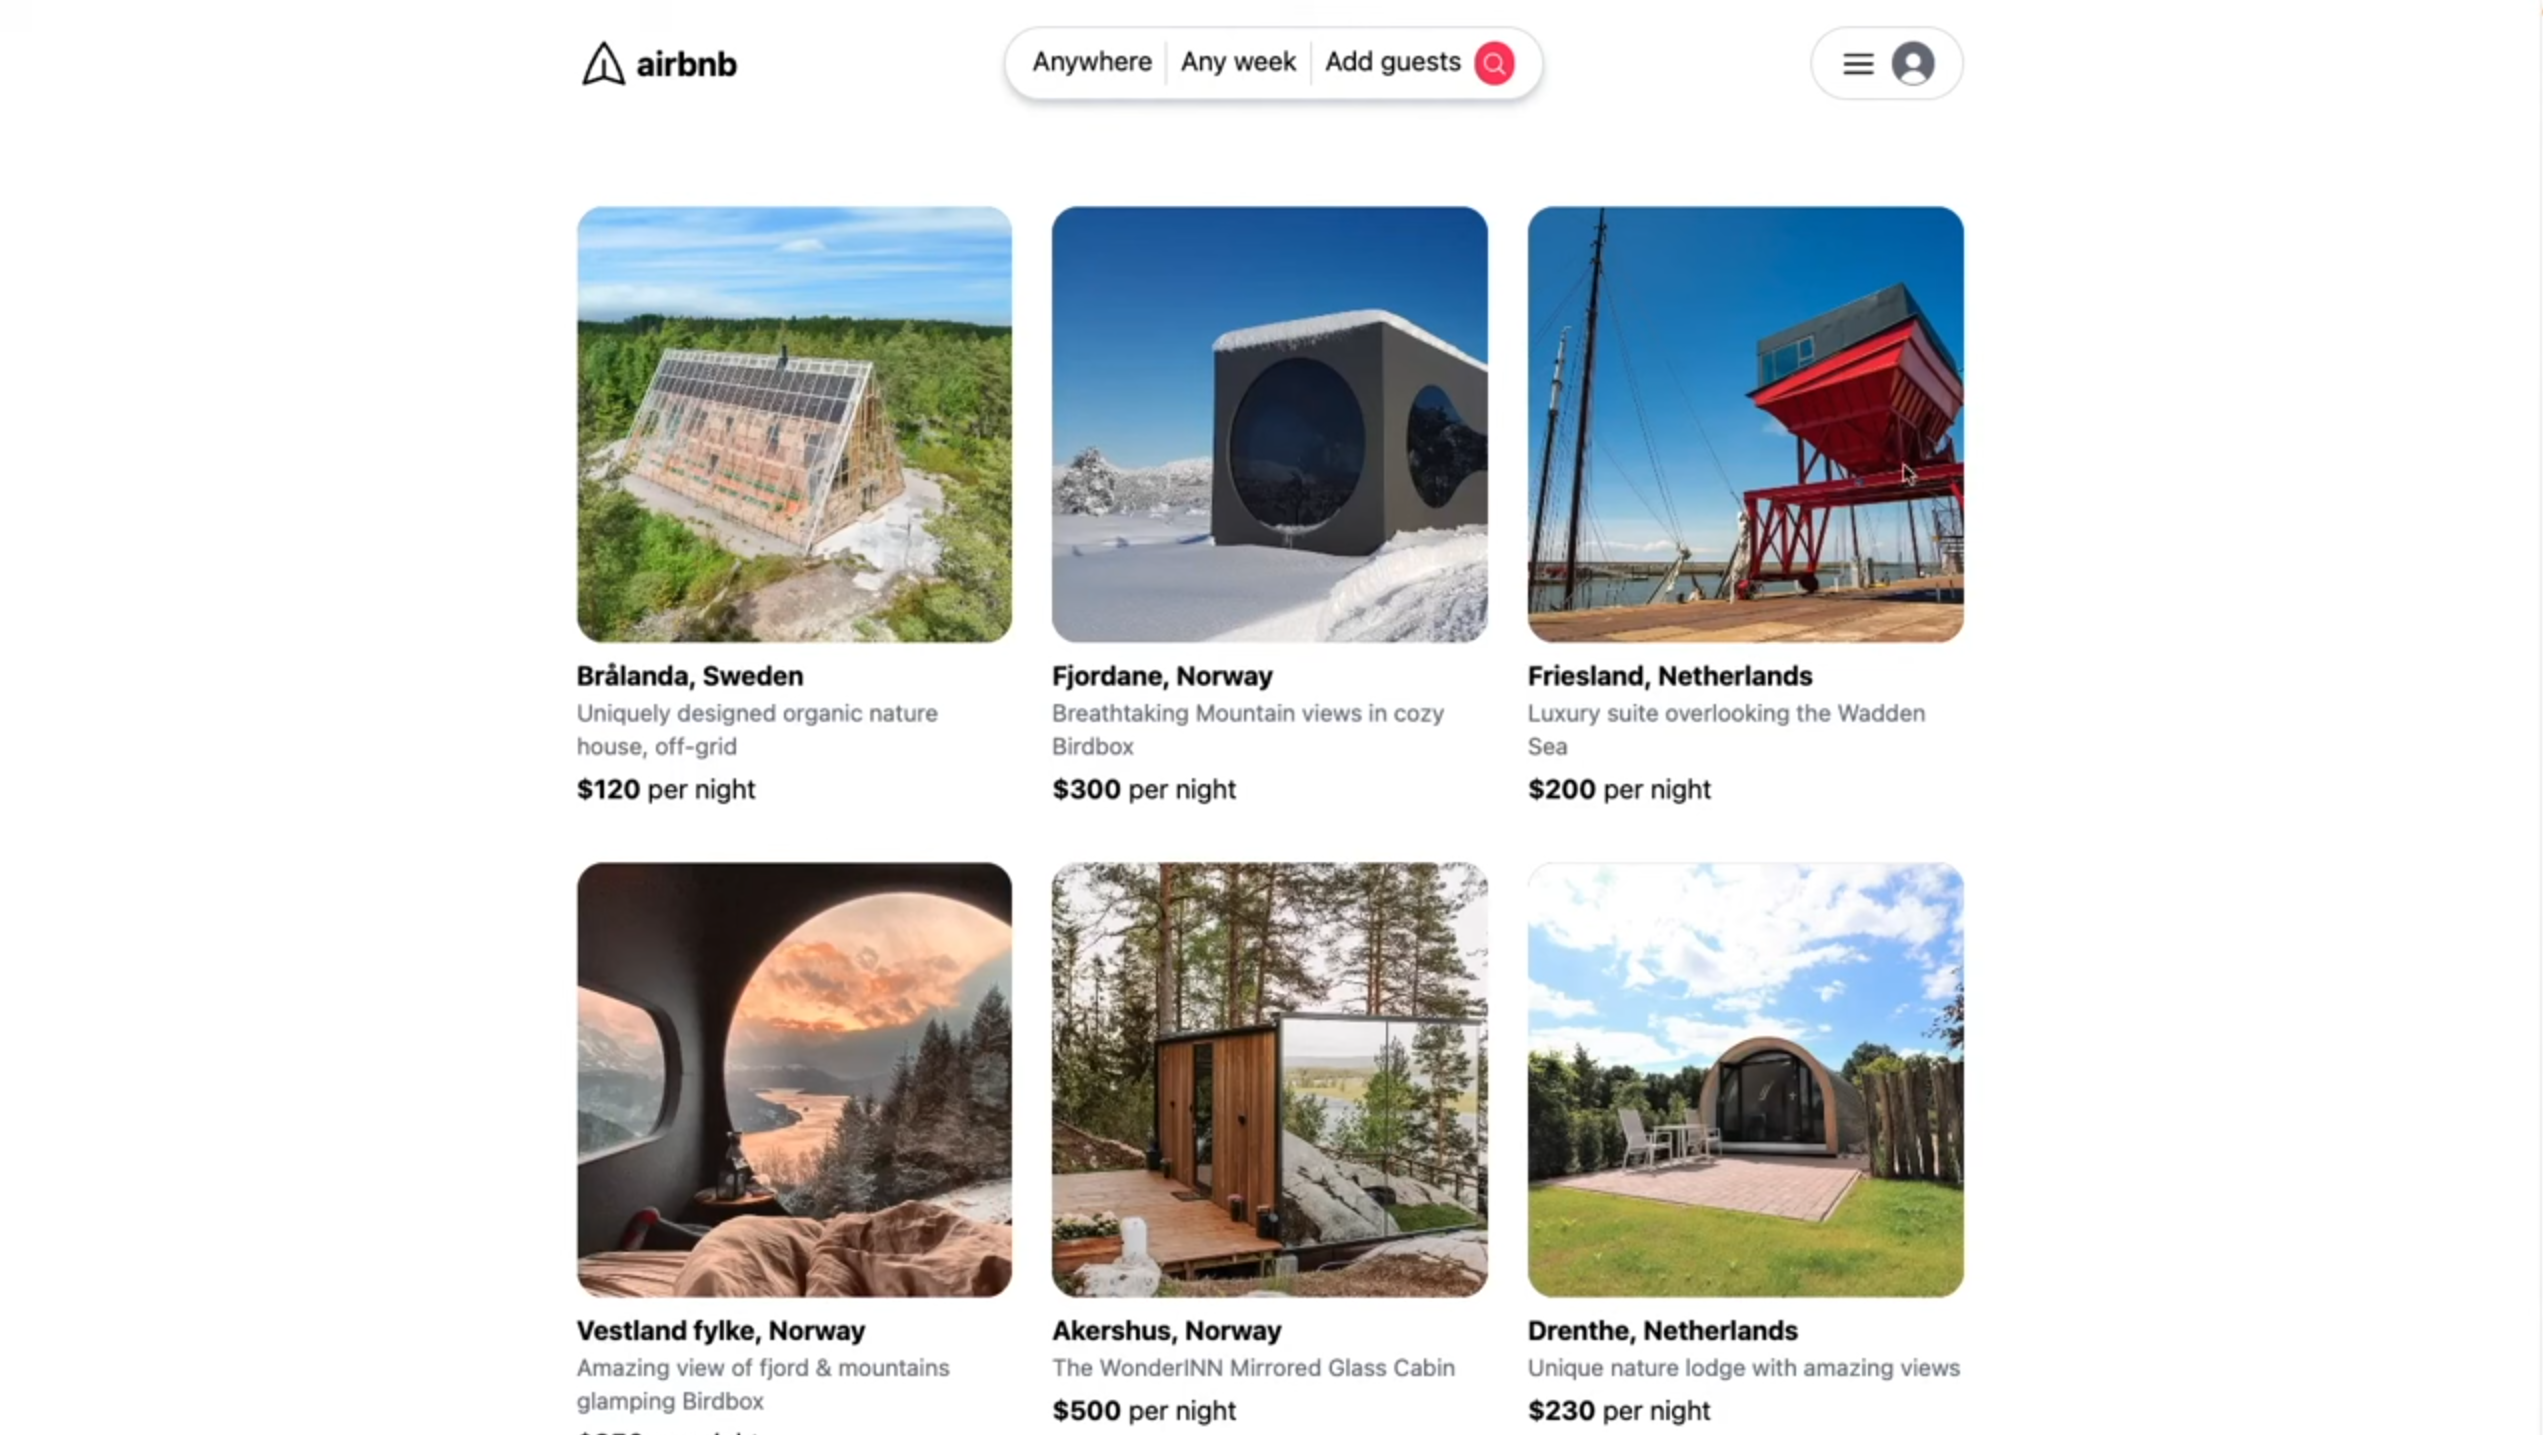 airbnb
Anywhere Any week Add guests
Brålanda, Sweden
Uniquely designed organic nature
house, off-grid
$120 per night
Fjordane, Norway
Breathtaking Mountain views in cozy
Birdbox
$300 per night
Friesland, Netherlands
Luxury suite overlooking the Wadden
Sea
$200 per night
Vestland fylke, Norway
Amazing view of fjord & mountains
glamping Birdbox
Akershus, Norway
The WonderINN Mirrored Glass Cabin
$500 per night
Drenthe, Netherlands
Unique nature lodge with amazing views
$230 per night